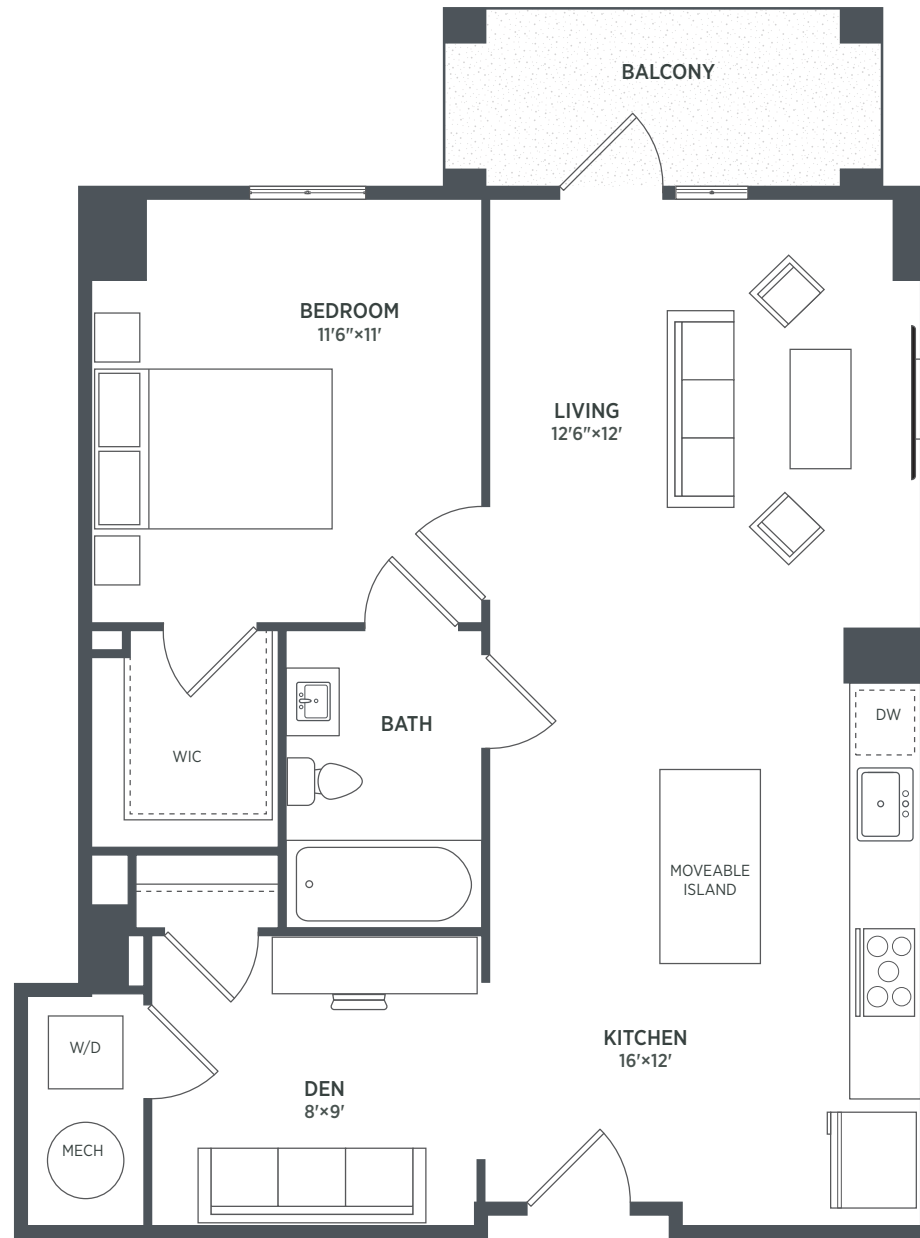 BALCONY
BEDROOM
11'6"×11'
LIVING
12'6"×12'
DW
BATH
WIC
MOVEABLE
ISLAND
KITCHEN
16'×12'
W/D
DEN
8'×9'
MECH